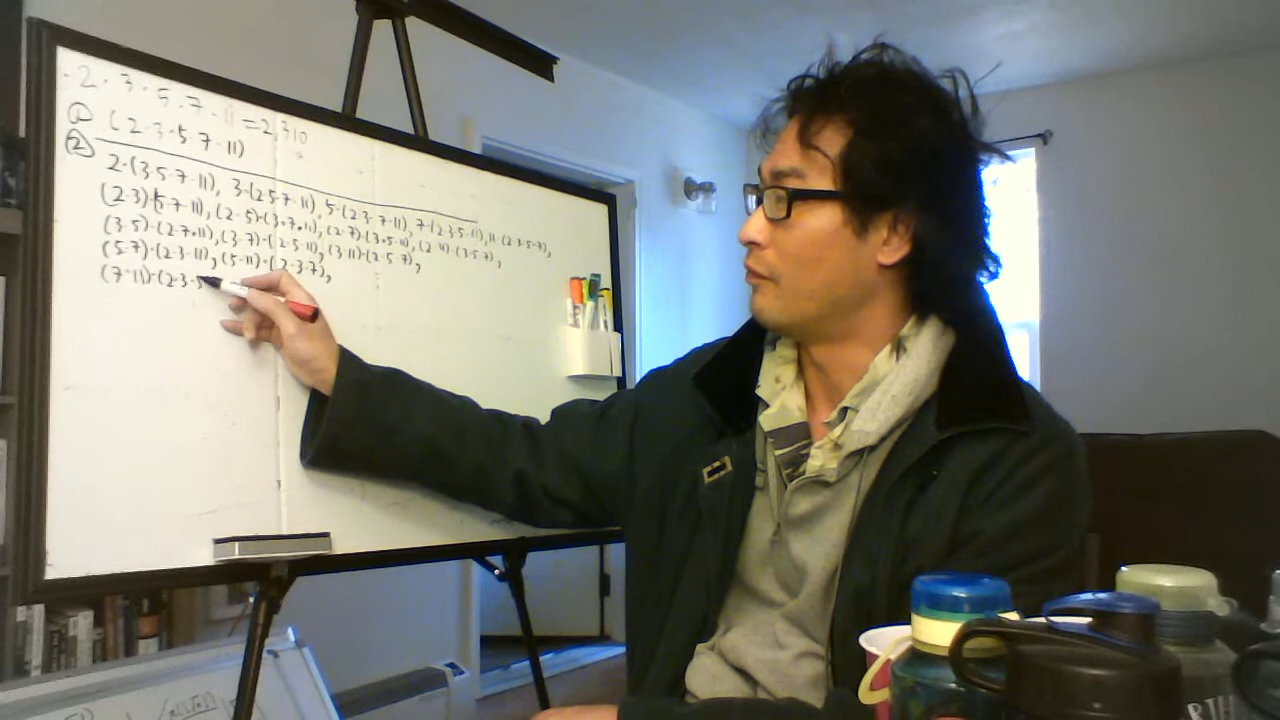 · 2 · 3 · 5 · 7 · 11 = 2,310
① (2·3·5·7·11)
② 2·(3·5·7·11), 3·(2·5·7·11), 5·(2·3·7·11), 7·(2·3·5·11), 11·(2·3·5·7),
(2·3)(5·7·11), (2·5)·(3·7·11), (2·7)·(3·5·11), (2·11)·(3·5·7),
(3·5)·(2·7·11), (3·7)·(2·5·11), (3·11)·(2·5·7),
(5·7)·(2·3·11), (5·11)·(2·3·7),
(7·11)·(2·3·5
RTH